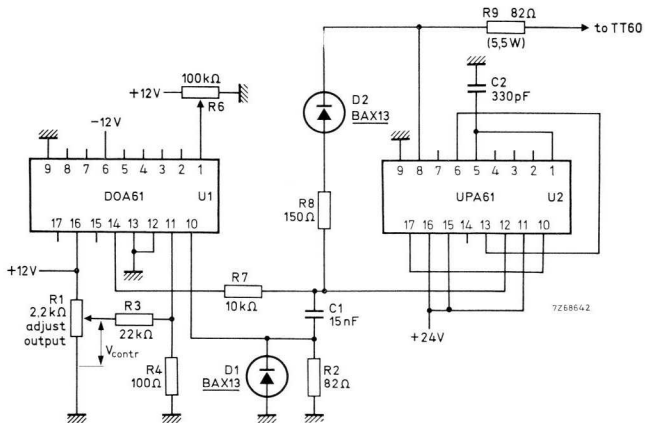 R9 82Ω
(5,5W)
to TT60
100kΩ
+12V
R6
C2
330pF
D2
BAX13
-12V
9 8 7 6 5 4 3 2 1
DOA61 U1
17 16 15 14 13 12 11 10
9 8 7 6 5 4 3 2 1
UPA61 U2
17 16 15 14 13 12 11 10
R8
150Ω
+12V
R7
10kΩ
R1
2,2kΩ
adjust
output
R3
22kΩ
Vcontr
C1
15nF
R4
100Ω
D1
BAX13
R2
82Ω
+24V
7Z68642